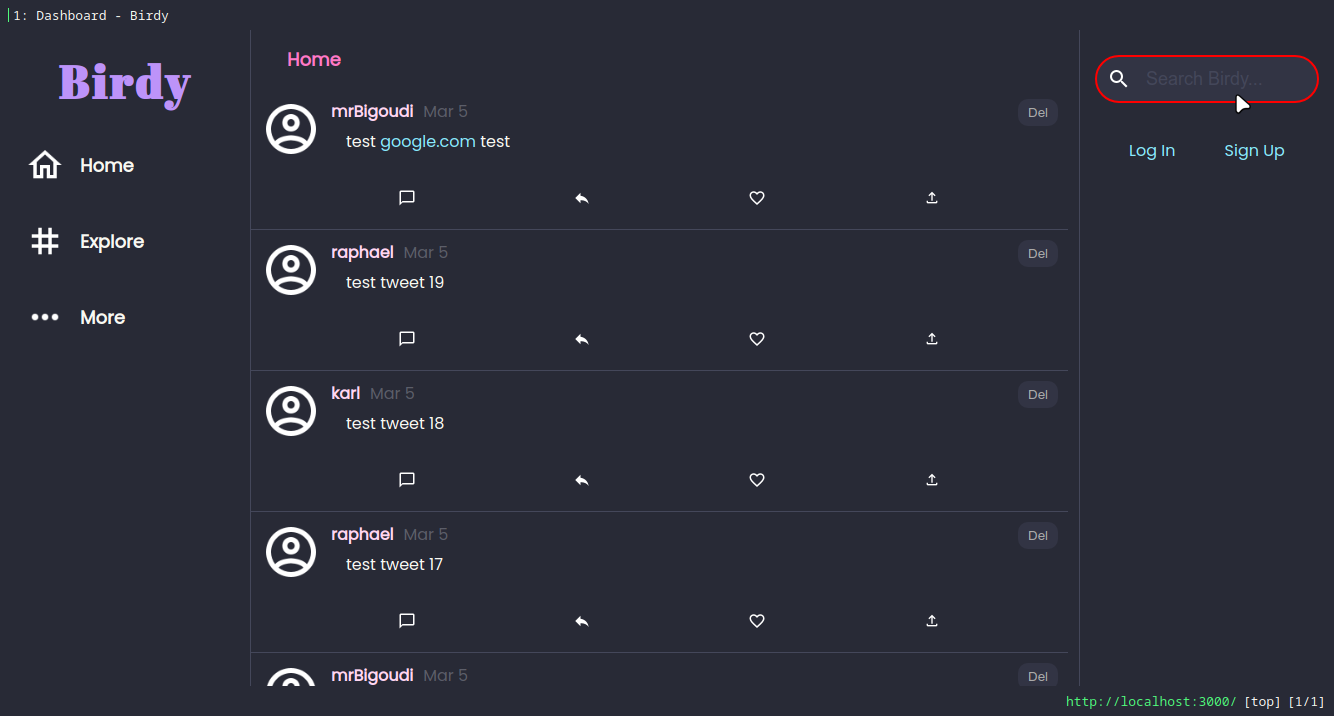 1: Dashboard - Birdy
Birdy
Home
Explore
More
Home
mrBigoudi Mar 5 Del
test google.com test
raphael Mar 5 Del
test tweet 19
karl Mar 5 Del
test tweet 18
raphael Mar 5 Del
test tweet 17
mrBigoudi Mar 5 Del
Search Birdy...
Log In Sign Up
http://localhost:3000/ [top] [1/1]